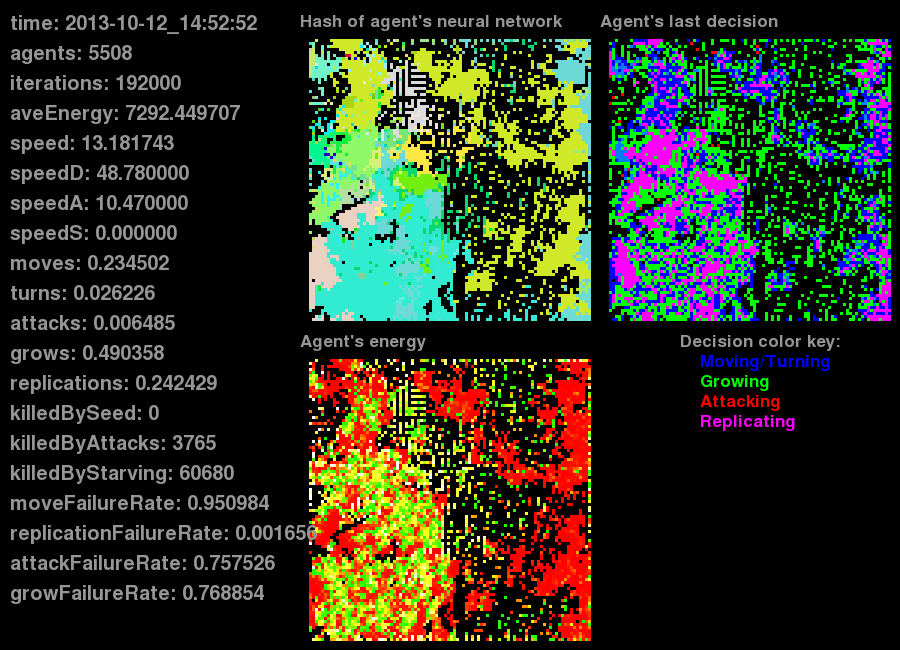 time: 2013-10-12_14:52:52
agents: 5508
iterations: 192000
aveEnergy: 7292.449707
speed: 13.181743
speedD: 48.780000
speedA: 10.470000
speedS: 0.000000
moves: 0.234502
turns: 0.026226
attacks: 0.006485
grows: 0.490358
replications: 0.242429
killedBySeed: 0
killedByAttacks: 3765
killedByStarving: 60680
moveFailureRate: 0.950984
replicationFailureRate: 0.001656
attackFailureRate: 0.757526
growFailureRate: 0.768854
Hash of agent's neural network
Agent's last decision
Agent's energy
Decision color key:
Moving/Turning
Growing
Attacking
Replicating